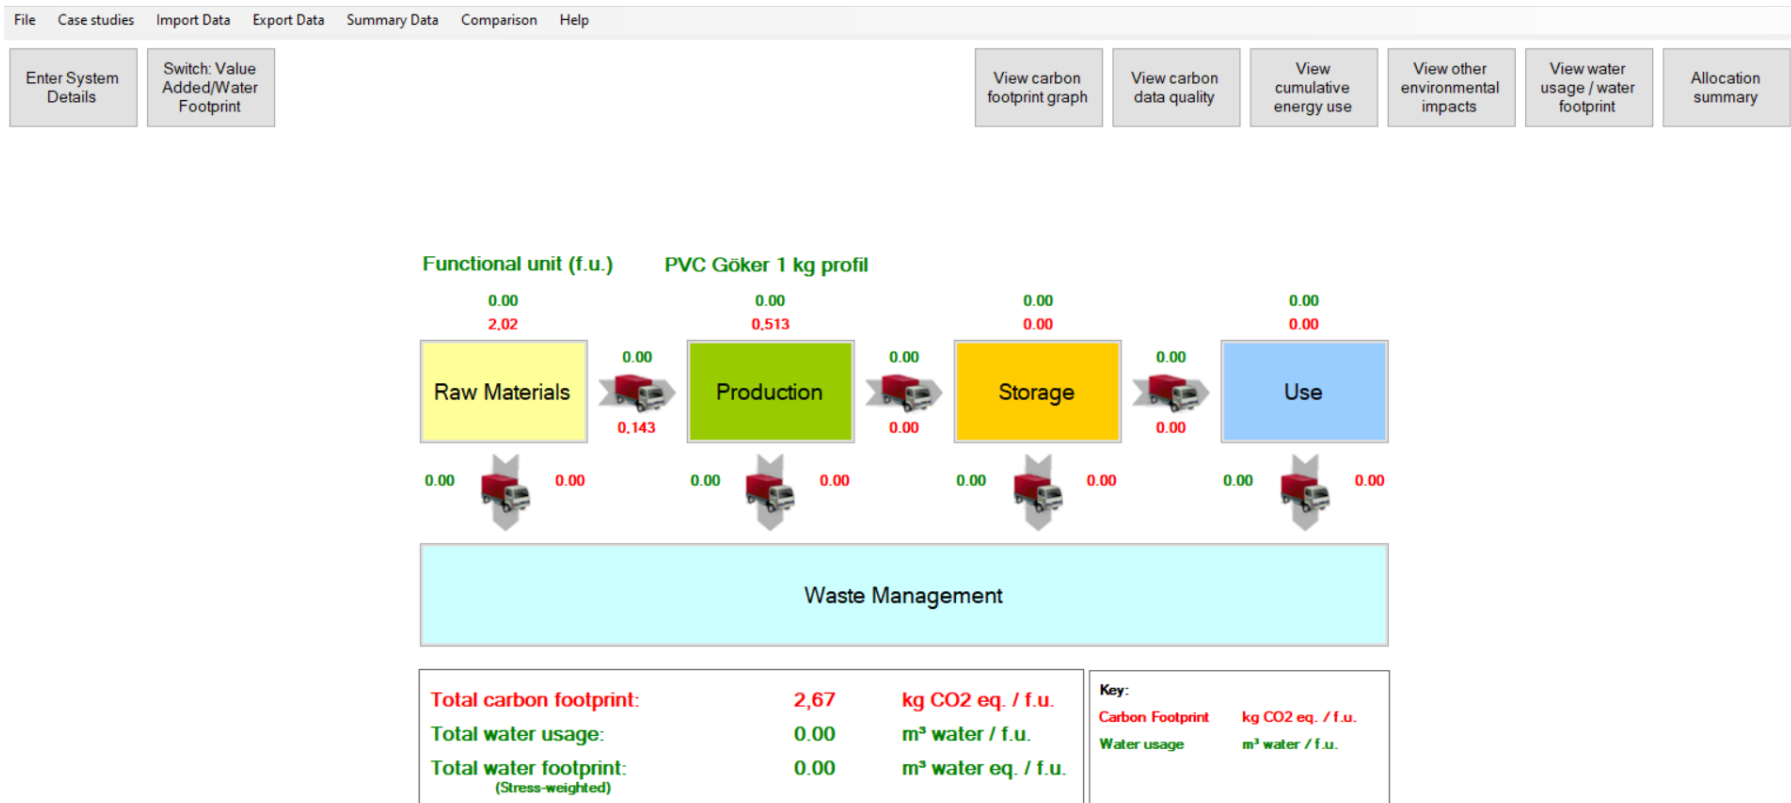 File Case studies Import Data Export Data Summary Data Comparison Help
Enter System
Details
Switch: Value
Added/Water
Footprint
View carbon
footprint graph
View carbon
data quality
View
cumulative
energy use
View other
environmental
impacts
View water
usage / water
footprint
Allocation
summary
Functional unit (f.u.) PVC Göker 1 kg profil
0.00 0.00 0.00 0.00
2,02 0,513 0.00 0.00
0.00 0.00 0.00
Raw Materials Production Storage Use
0,143 0.00 0.00
0.00 0.00 0.00 0.00 0.00 0.00 0.00 0.00
Waste Management
Total carbon footprint: 2,67 kg CO2 eq. / f.u.
Total water usage: 0.00 m³ water / f.u.
Total water footprint: 0.00 m³ water eq. / f.u.
(Stress-weighted)
Key:
Carbon Footprint kg CO2 eq. / f.u.
Water usage m³ water / f.u.